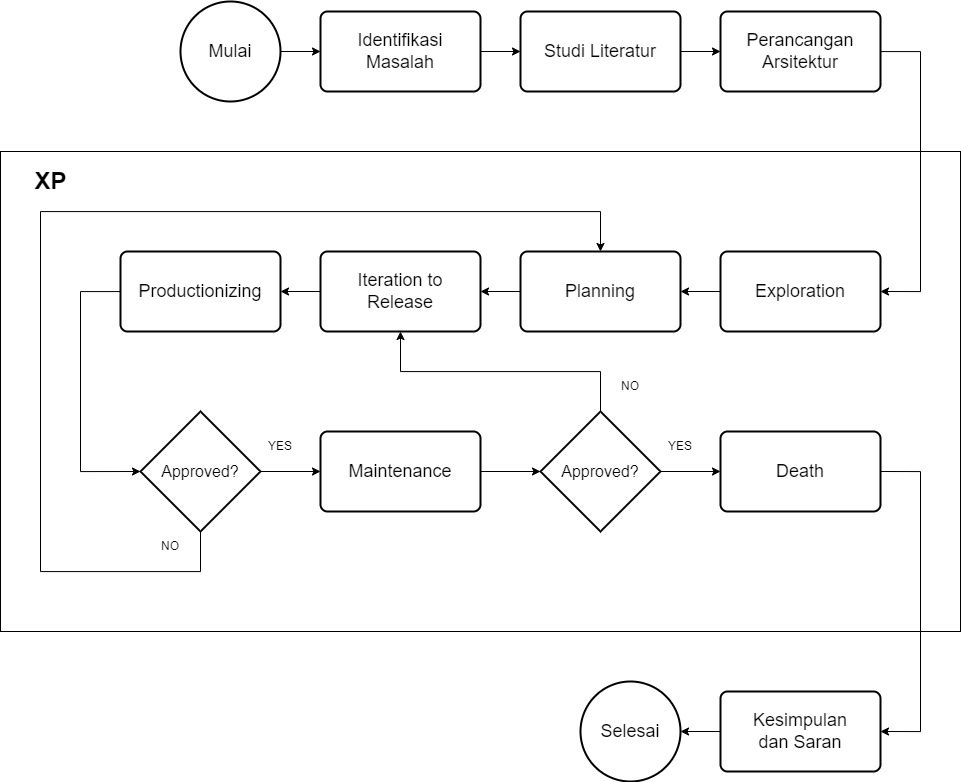 Mulai
Identifikasi
Masalah
Studi Literatur
Perancangan
Arsitektur
XP
Productionizing
Iteration to
Release
Planning
Exploration
NO
Approved?
YES
Maintenance
Approved?
YES
Death
NO
Selesai
Kesimpulan
dan Saran